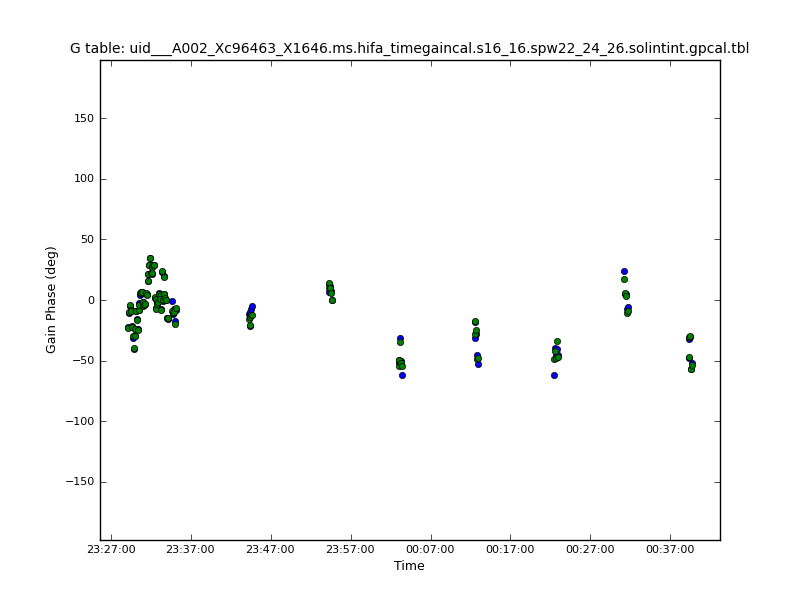 G table: uid___A002_Xc96463_X1646.ms.hifa_timegaincal.s16_16.spw22_24_26.solintint.gpcal.tbl
150
100
50
0
−50
−100
−150
Gain Phase (deg)
23:27:00 23:37:00 23:47:00 23:57:00 00:07:00 00:17:00 00:27:00 00:37:00
Time